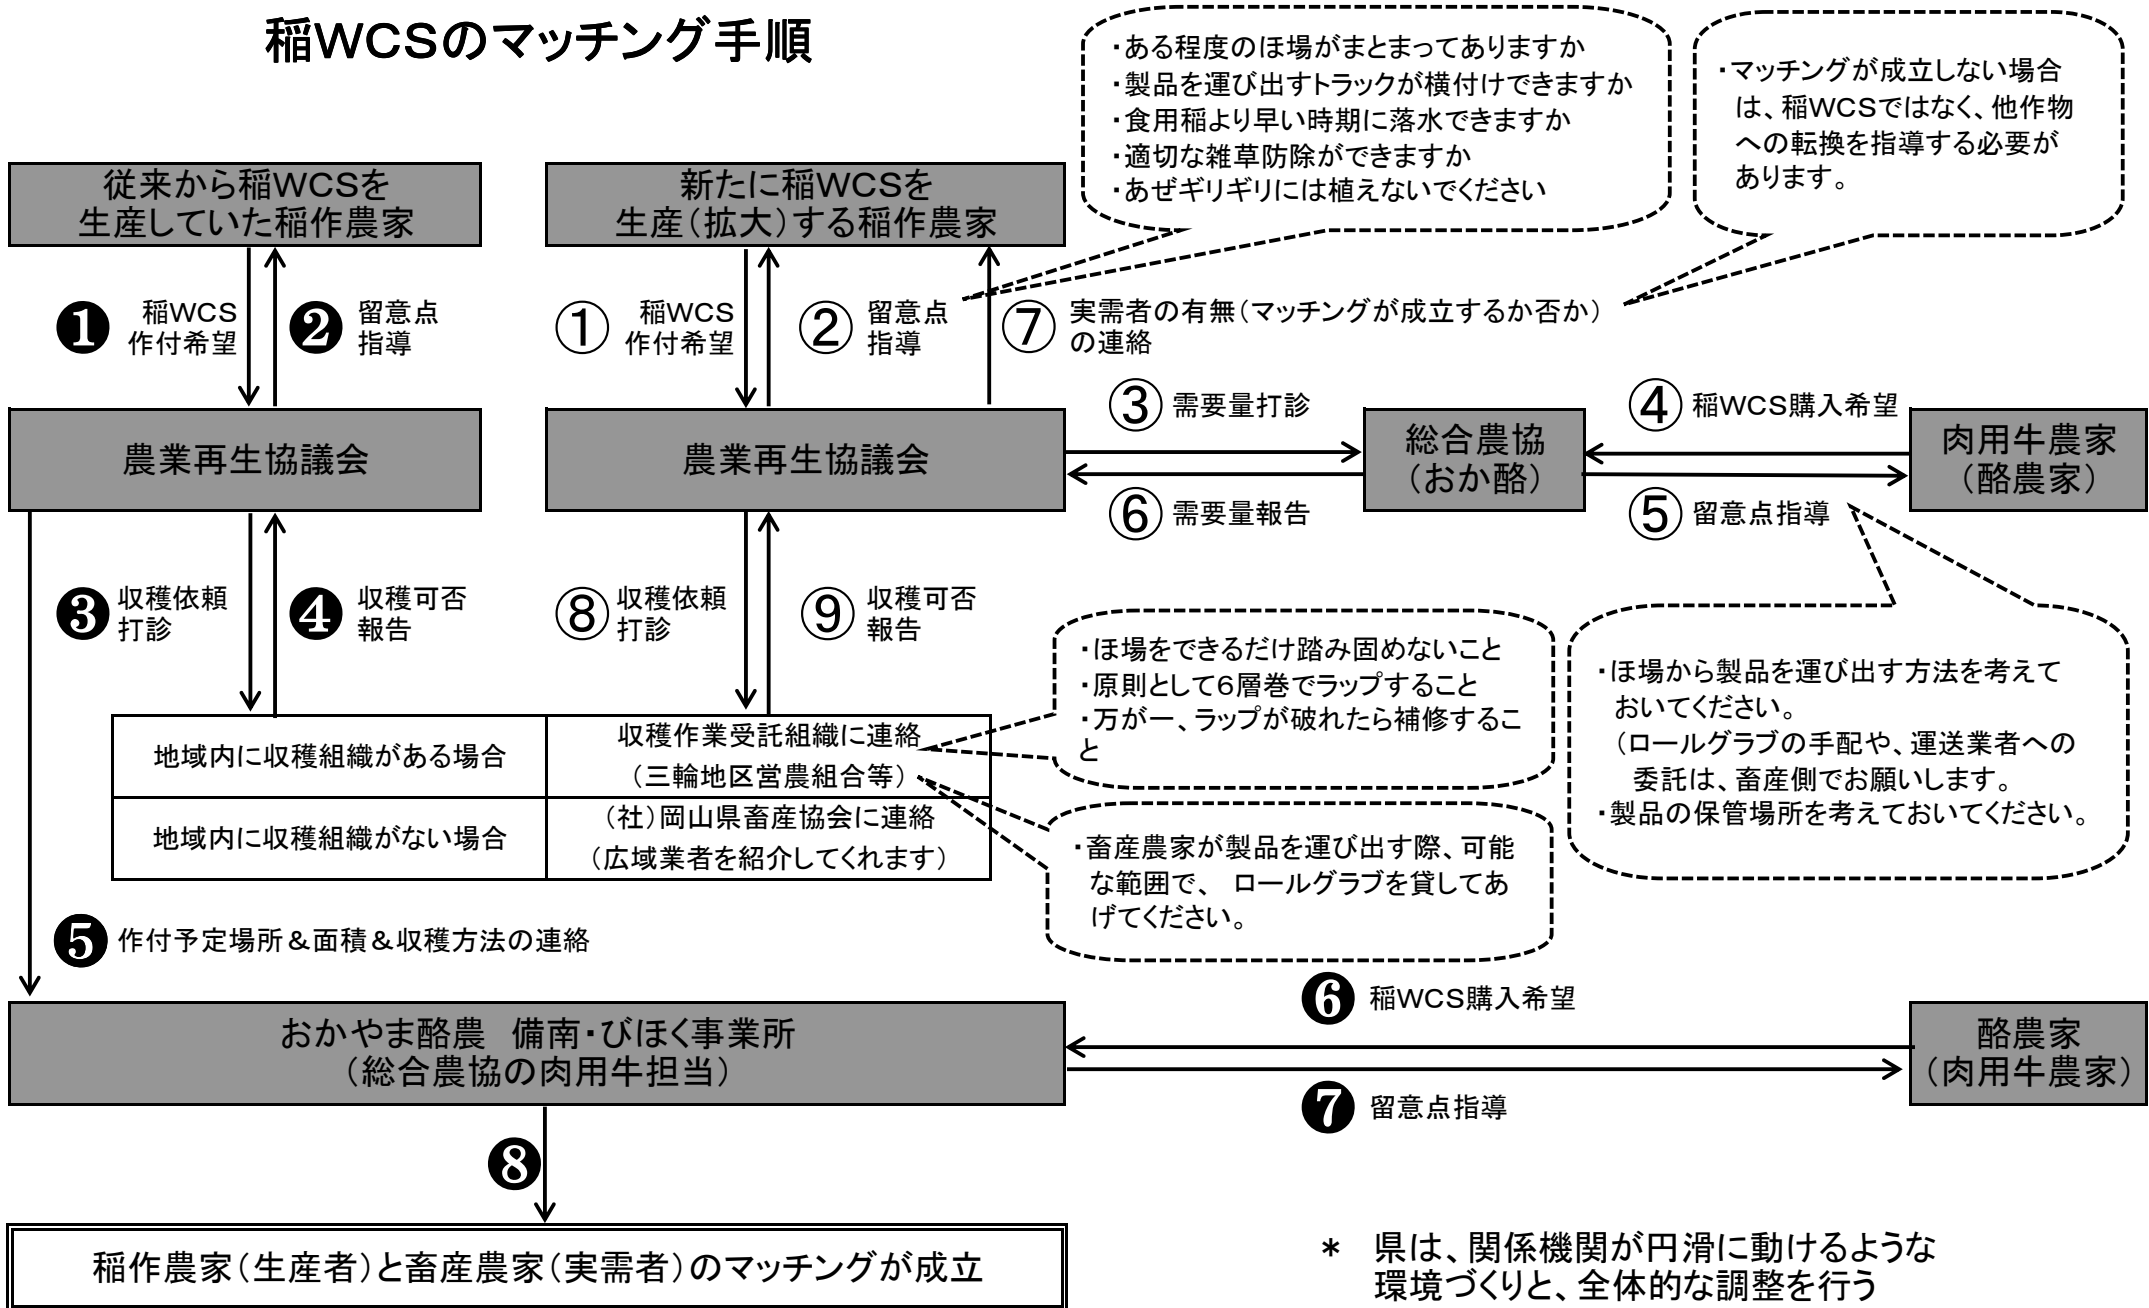 稲WCSのマッチング手順
・ある程度のほ場がまとまってありますか
・製品を運び出すトラックが横付けできますか
・食用稲より早い時期に落水できますか
・適切な雑草防除ができますか
・あぜギリギリには植えないでください
・マッチングが成立しない場合
は、稲WCSではなく、他作物
への転換を指導する必要が
あります。
従来から稲WCSを
生産していた稲作農家
新たに稲WCSを
生産(拡大)する稲作農家
❶ 稲WCS
作付希望
❷ 留意点
指導
① 稲WCS
作付希望
② 留意点
指導
⑦ 実需者の有無(マッチングが成立するか否か)
の連絡
農業再生協議会
農業再生協議会
③ 需要量打診
⑥ 需要量報告
総合農協
(おか酪)
④ 稲WCS購入希望
⑤ 留意点指導
肉用牛農家
(酪農家)
❸ 収穫依頼
打診
❹ 収穫可否
報告
⑧ 収穫依頼
打診
⑨ 収穫可否
報告
・ほ場をできるだけ踏み固めないこと
・原則として6層巻でラップすること
・万が一、ラップが破れたら補修するこ
と
・ほ場から製品を運び出す方法を考えて
おいてください。
(ロールグラブの手配や、運送業者への
委託は、畜産側でお願いします。
・製品の保管場所を考えておいてください。
地域内に収穫組織がある場合
収穫作業受託組織に連絡
(三輪地区営農組合等)
地域内に収穫組織がない場合
(社)岡山県畜産協会に連絡
(広域業者を紹介してくれます)
・畜産農家が製品を運び出す際、可能
な範囲で、 ロールグラブを貸してあ
げてください。
❺ 作付予定場所&面積&収穫方法の連絡
おかやま酪農 備南・びほく事業所
(総合農協の肉用牛担当)
❻ 稲WCS購入希望
❼ 留意点指導
酪農家
(肉用牛農家)
❽
稲作農家(生産者)と畜産農家(実需者)のマッチングが成立
* 県は、関係機関が円滑に動けるような
環境づくりと、全体的な調整を行う